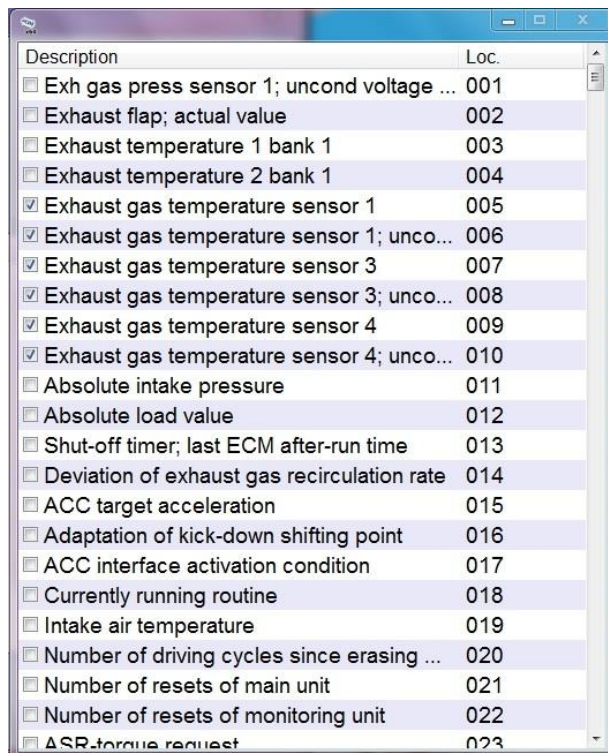 Description Loc.
Exh gas press sensor 1; uncond voltage ... 001
Exhaust flap; actual value 002
Exhaust temperature 1 bank 1 003
Exhaust temperature 2 bank 1 004
Exhaust gas temperature sensor 1 005
Exhaust gas temperature sensor 1; unco... 006
Exhaust gas temperature sensor 3 007
Exhaust gas temperature sensor 3; unco... 008
Exhaust gas temperature sensor 4 009
Exhaust gas temperature sensor 4; unco... 010
Absolute intake pressure 011
Absolute load value 012
Shut-off timer; last ECM after-run time 013
Deviation of exhaust gas recirculation rate 014
ACC target acceleration 015
Adaptation of kick-down shifting point 016
ACC interface activation condition 017
Currently running routine 018
Intake air temperature 019
Number of driving cycles since erasing ... 020
Number of resets of main unit 021
Number of resets of monitoring unit 022
ASR-torque request 023